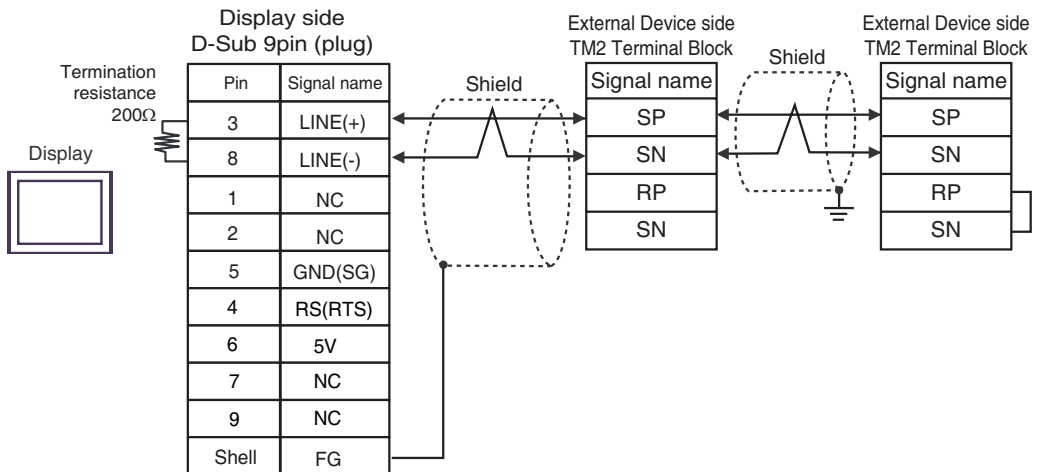 Display side
D-Sub 9pin (plug)
External Device side
TM2 Terminal Block
External Device side
TM2 Terminal Block
Termination
resistance
200Ω
Display
Pin Signal name
3 LINE(+)
8 LINE(-)
1 NC
2 NC
5 GND(SG)
4 RS(RTS)
6 5V
7 NC
9 NC
Shell FG
Shield
Signal name
SP
SN
RP
SN
Shield
Signal name
SP
SN
RP
SN